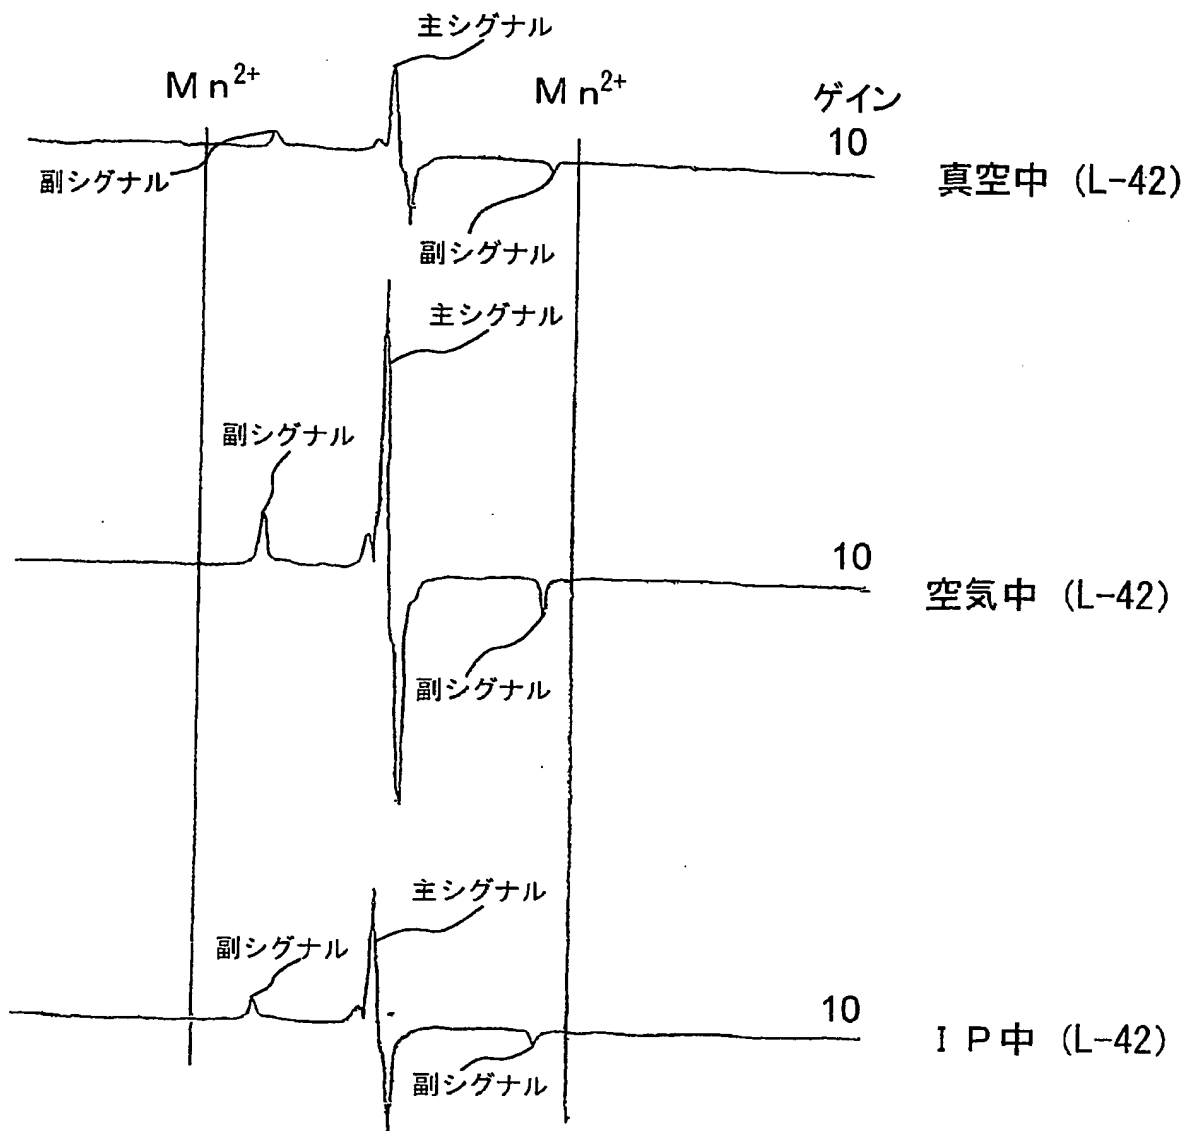 主シグナル
Mn²⁺
Mn²⁺
ゲイン
10
副シグナル
真空中 (L-42)
副シグナル
主シグナル
副シグナル
10
空気中 (L-42)
副シグナル
主シグナル
副シグナル
10
ＩＰ中 (L-42)
副シグナル